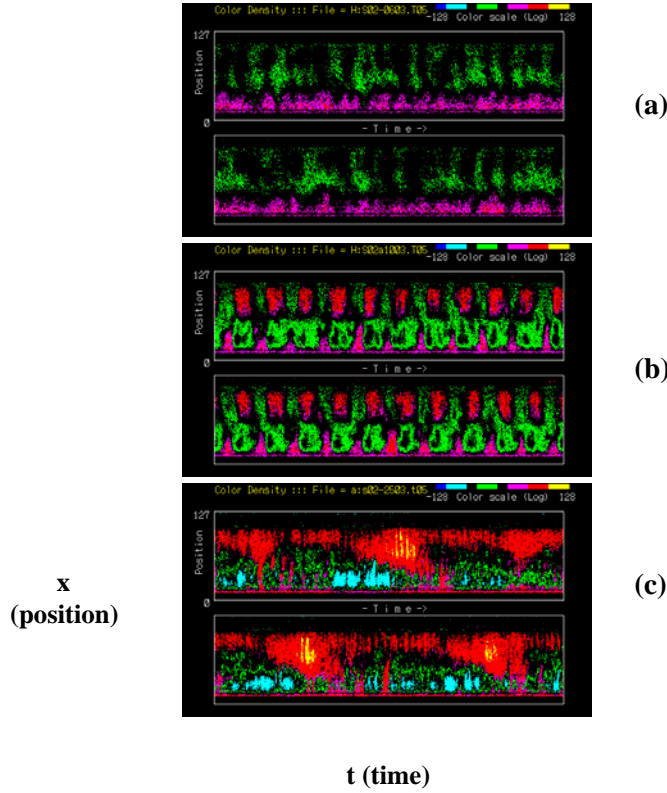 Color Density ::: File = H:S02-0603.T05 -128 Color scale (Log) 128
127
Position
0
- T i m e ->
(a)
Color Density ::: File = H:S02a1003.T05 -128 Color scale (Log) 128
127
Position
0
- T i m e ->
(b)
Color Density ::: File = a:s02-2503.t05 -128 Color scale (Log) 128
127
Position
0
- T i m e ->
(c)
x
(position)
t (time)